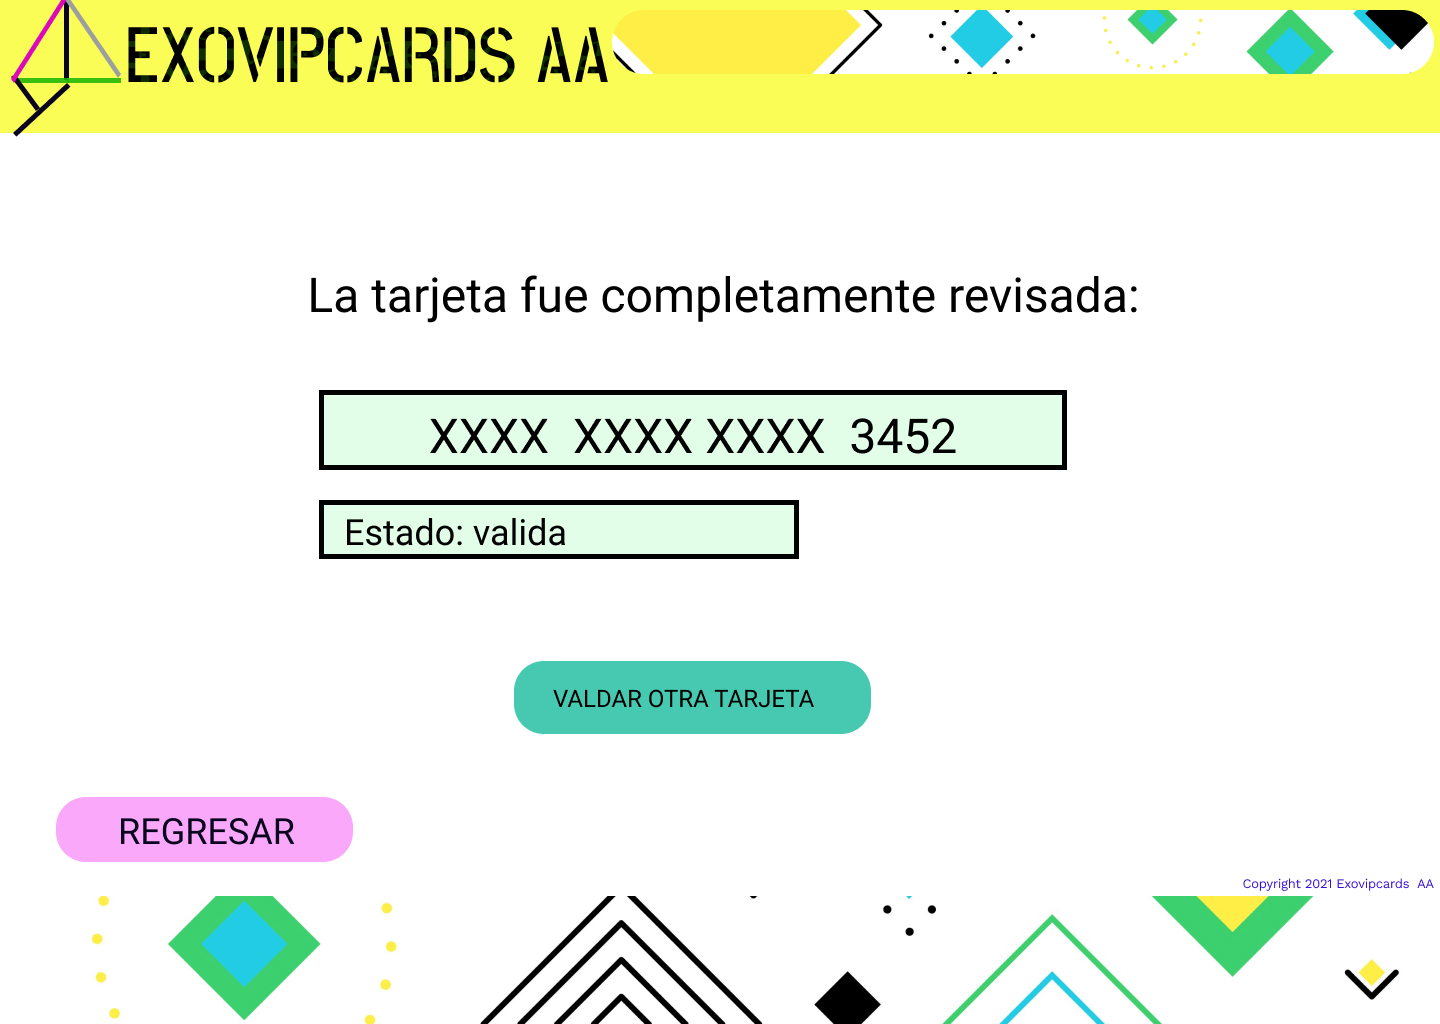 EXOVIPCARDS AA
La tarjeta fue completamente revisada:
XXXX XXXX XXXX 3452
Estado: valida
VALDAR OTRA TARJETA
REGRESAR
Copyright 2021 Exovipcards AA